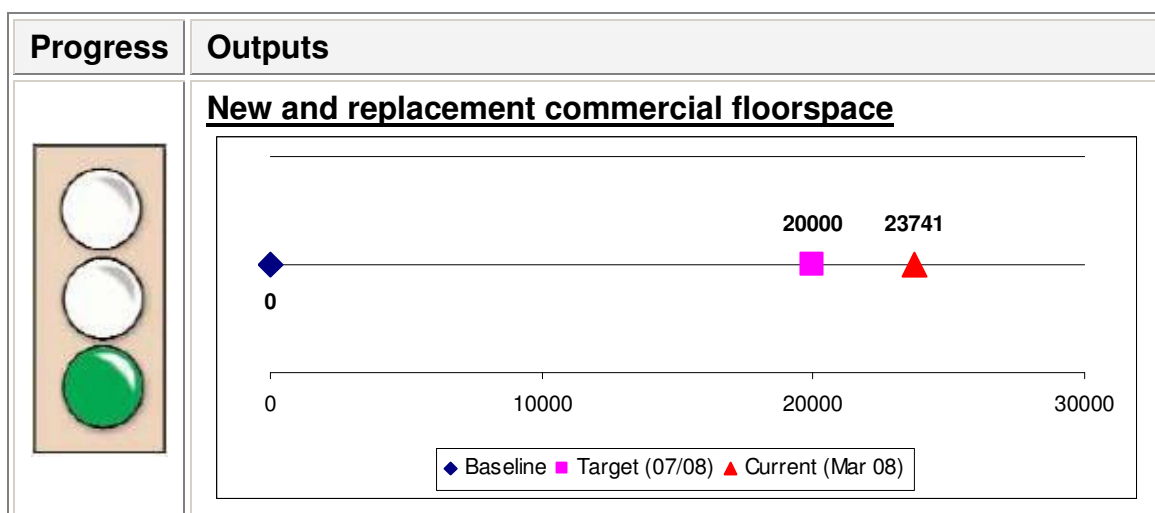 Progress Outputs
New and replacement commercial floorspace
20000 23741
0
0 10000 20000 30000
Baseline Target (07/08) Current (Mar 08)